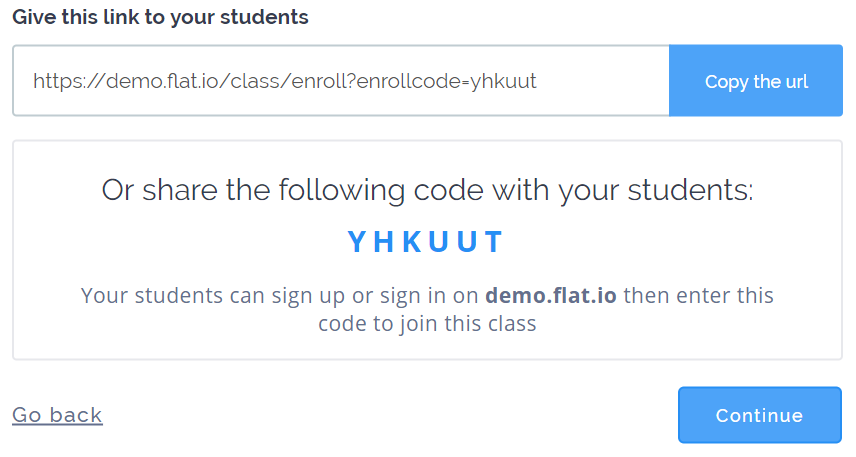 Give this link to your students
https://demo.flat.io/class/enroll?enrollcode=yhkuut
Copy the url
Or share the following code with your students:
YHKUUT
Your students can sign up or sign in on demo.flat.io then enter this
code to join this class
Go back
Continue